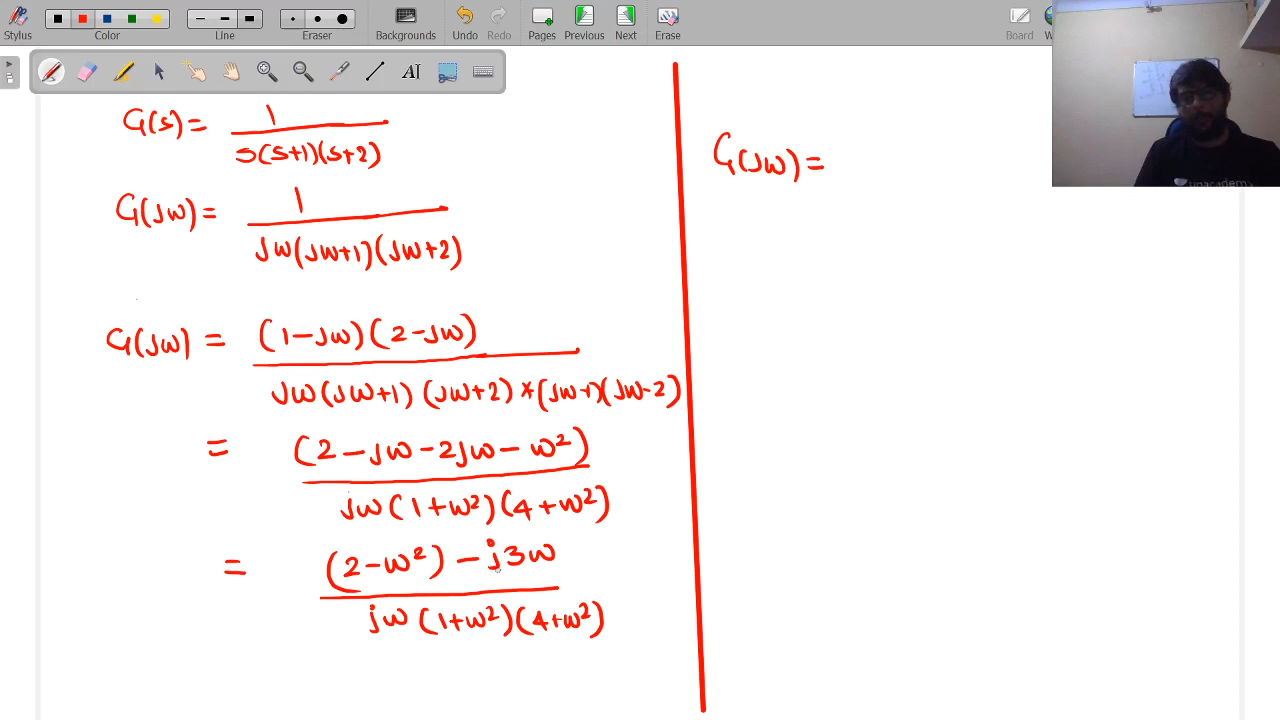 Stylus Color Line Eraser Backgrounds Undo Redo Pages Previous Next Erase Board
G(s) = 1 / s(s+1)(s+2)
G(jω) = 1 / jω(jω+1)(jω+2)
G(jω) = (1-jω)(2-jω) / jω(jω+1)(jω+2)*(jω-1)(jω-2)
= (2-jω-2jω-ω²) / jω(1+ω²)(4+ω²)
= (2-ω²)-j3ω / jω(1+ω²)(4+ω²)
G(jω) =